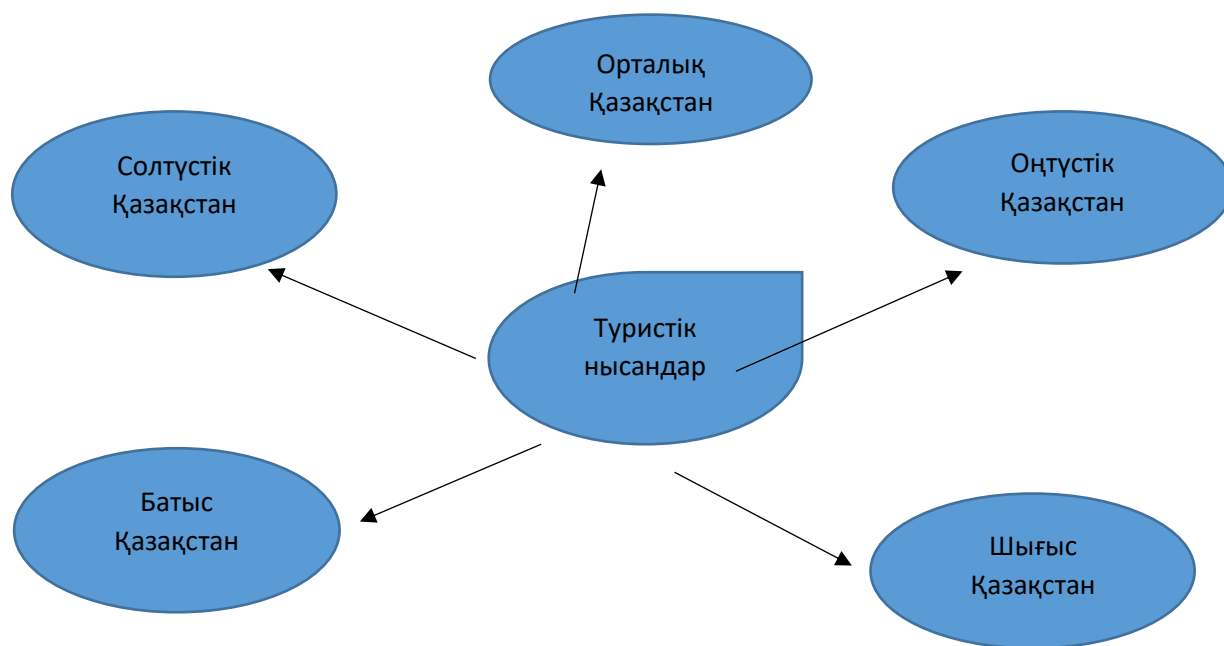 Орталық
Қазақстан
Солтүстік
Қазақстан
Оңтүстік
Қазақстан
Туристік
нысандар
Батыс
Қазақстан
Шығыс
Қазақстан